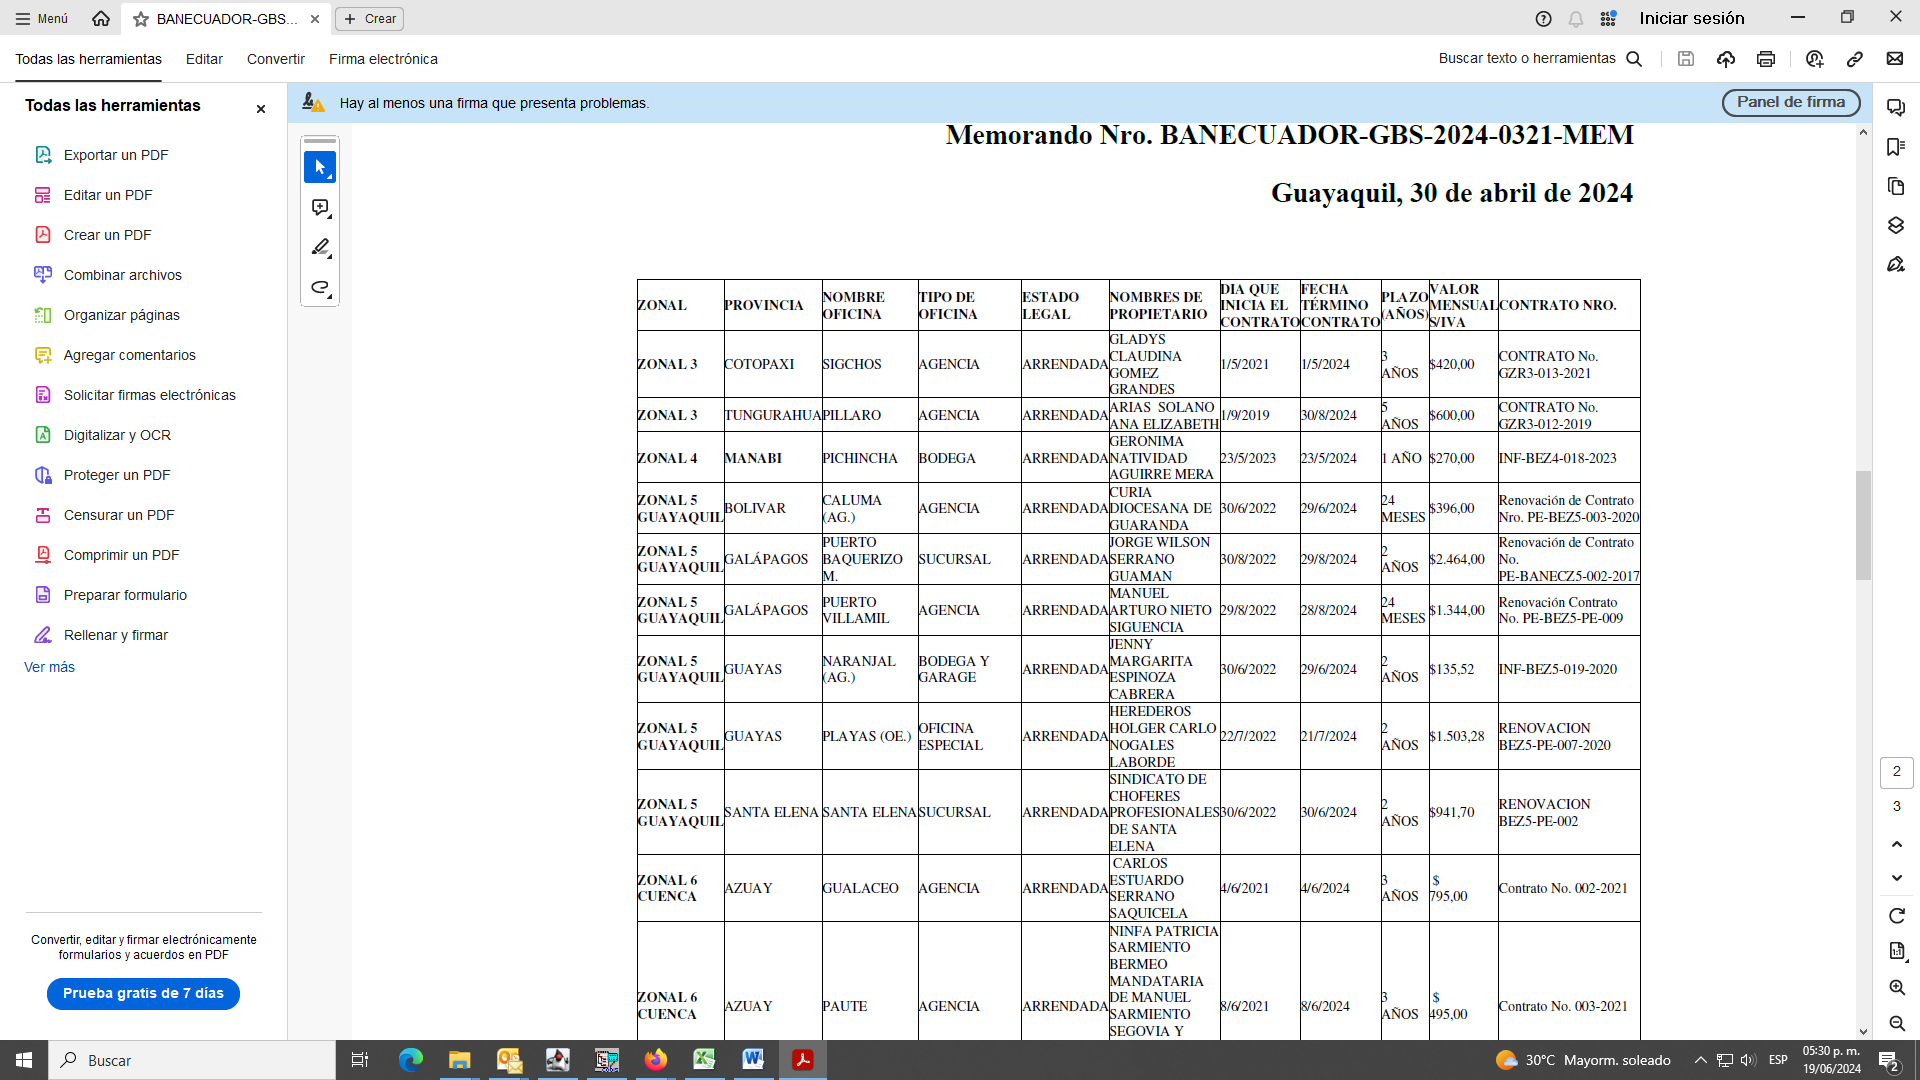 Menú
BANECUADOR-GBS...
Crear
Iniciar sesión
Todas las herramientas
Editar
Convertir
Firma electrónica
Buscar texto o herramientas
Todas las herramientas
Hay al menos una firma que presenta problemas.
Panel de firma
Exportar un PDF
Editar un PDF
Crear un PDF
Combinar archivos
Organizar páginas
Agregar comentarios
Solicitar firmas electrónicas
Digitalizar y OCR
Proteger un PDF
Censurar un PDF
Comprimir un PDF
Preparar formulario
Rellenar y firmar
Ver más
Convertir, editar y firmar electrónicamente
formularios y acuerdos en PDF
Prueba gratis de 7 días
Memorando Nro. BANECUADOR-GBS-2024-0321-MEM
Guayaquil, 30 de abril de 2024
ZONAL PROVINCIA NOMBRE OFICINA TIPO DE OFICINA ESTADO LEGAL NOMBRES DE PROPIETARIO DIA QUE INICIA EL CONTRATO FECHA TÉRMINO CONTRATO PLAZO (AÑOS) VALOR MENSUAL S/IVA CONTRATO NRO.
ZONAL 3 COTOPAXI SIGCHOS AGENCIA ARRENDADA GLADYS CLAUDINA GOMEZ GRANDES 1/5/2021 1/5/2024 3 AÑOS $420,00 CONTRATO No. GZR3-013-2021
ZONAL 3 TUNGURAHUA PILLARO AGENCIA ARRENDADA ARIAS SOLANO ANA ELIZABETH 1/9/2019 30/8/2024 5 AÑOS $600,00 CONTRATO No. GZR3-012-2019
ZONAL 4 MANABI PICHINCHA BODEGA ARRENDADA GERONIMA NATIVIDAD AGUIRRE MERA 23/5/2023 23/5/2024 1 AÑO $270,00 INF-BEZ4-018-2023
ZONAL 5 GUAYAQUIL BOLIVAR CALUMA (AG.) AGENCIA ARRENDADA CURIA DIOCESANA DE GUARANDA 30/6/2022 29/6/2024 24 MESES $396,00 Renovación de Contrato Nro. PE-BEZ5-003-2020
ZONAL 5 GUAYAQUIL GALÁPAGOS PUERTO BAQUERIZO M. SUCURSAL ARRENDADA JORGE WILSON SERRANO GUAMAN 30/8/2022 29/8/2024 2 AÑOS $2.464,00 Renovación de Contrato No. PE-BANECZ5-002-2017
ZONAL 5 GUAYAQUIL GALÁPAGOS PUERTO VILLAMIL AGENCIA ARRENDADA MANUEL ARTURO NIETO SIGUENCIA 29/8/2022 28/8/2024 24 MESES $1.344,00 Renovación Contrato No. PE-BEZ5-PE-009
ZONAL 5 GUAYAQUIL GUAYAS NARANJAL (AG.) BODEGA Y GARAGE ARRENDADA JENNY MARGARITA ESPINOZA CABRERA 30/6/2022 29/6/2024 2 AÑOS $135,52 INF-BEZ5-019-2020
ZONAL 5 GUAYAQUIL GUAYAS PLAYAS (OE.) OFICINA ESPECIAL ARRENDADA HEREDEROS HOLGER CARLO NOGALES LABORDE 22/7/2022 21/7/2024 2 AÑOS $1.503,28 RENOVACION BEZ5-PE-007-2020
ZONAL 5 GUAYAQUIL SANTA ELENA SANTA ELENA SUCURSAL ARRENDADA SINDICATO DE CHOFERES PROFESIONALES DE SANTA ELENA 30/6/2022 30/6/2024 2 AÑOS $941,70 RENOVACION BEZ5-PE-002
ZONAL 6 CUENCA AZUAY GUALACEO AGENCIA ARRENDADA CARLOS ESTUARDO SERRANO SAQUICELA 4/6/2021 4/6/2024 3 AÑOS $ 795,00 Contrato No. 002-2021
ZONAL 6 CUENCA AZUAY PAUTE AGENCIA ARRENDADA NINFA PATRICIA SARMIENTO BERMEO MANDATARIA DE MANUEL SARMIENTO SEGOVIA Y 8/6/2021 8/6/2024 3 AÑOS $ 495,00 Contrato No. 003-2021
2
3
Buscar
30°C Mayorm. soleado
ESP
05:30 p. m.
19/06/2024
2